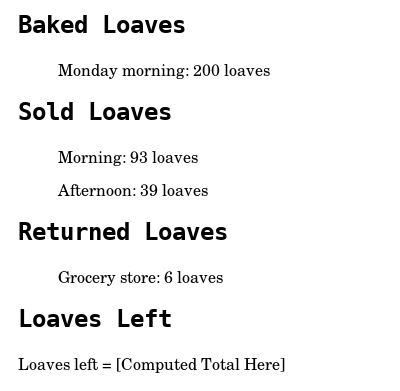 Baked Loaves
Monday morning: 200 loaves
Sold Loaves
Morning: 93 loaves
Afternoon: 39 loaves
Returned Loaves
Grocery store: 6 loaves
Loaves Left
Loaves left = [Computed Total Here]